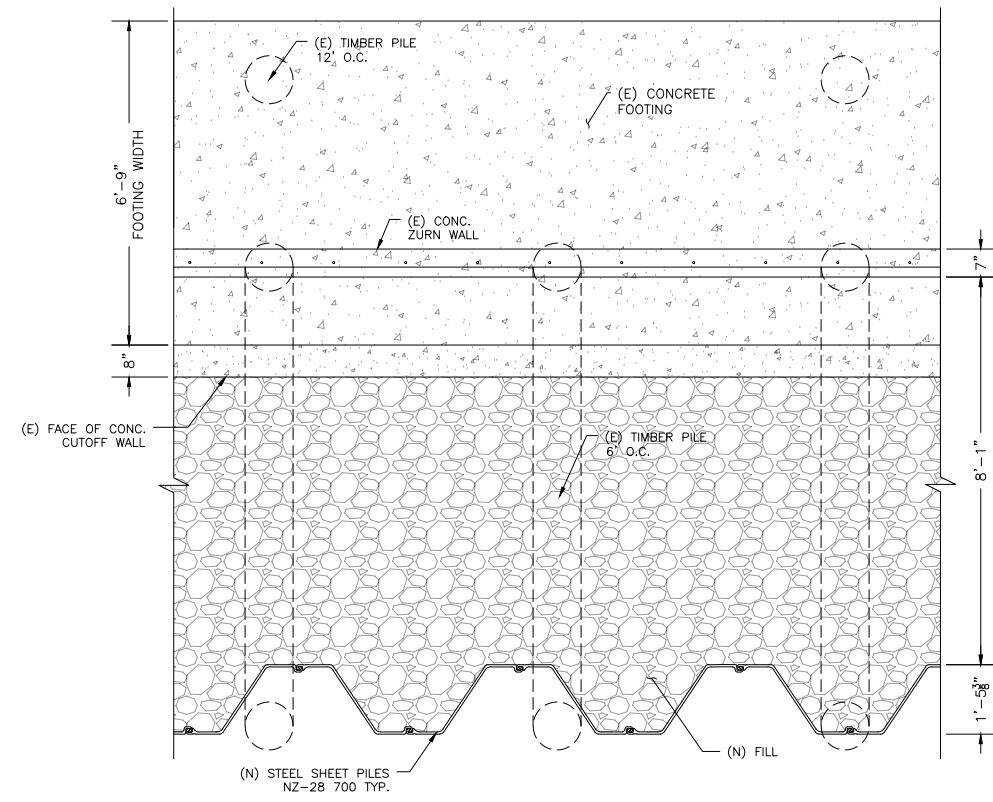 (E) TIMBER PILE
12' O.C.
(E) CONCRETE
FOOTING
6'-9"
FOOTING WIDTH
(E) CONC.
ZURN WALL
7"
8"
(E) FACE OF CONC.
CUTOFF WALL
(E) TIMBER PILE
6' O.C.
8'-1"
1'-5⅜"
(N) FILL
(N) STEEL SHEET PILES
NZ-28 700 TYP.